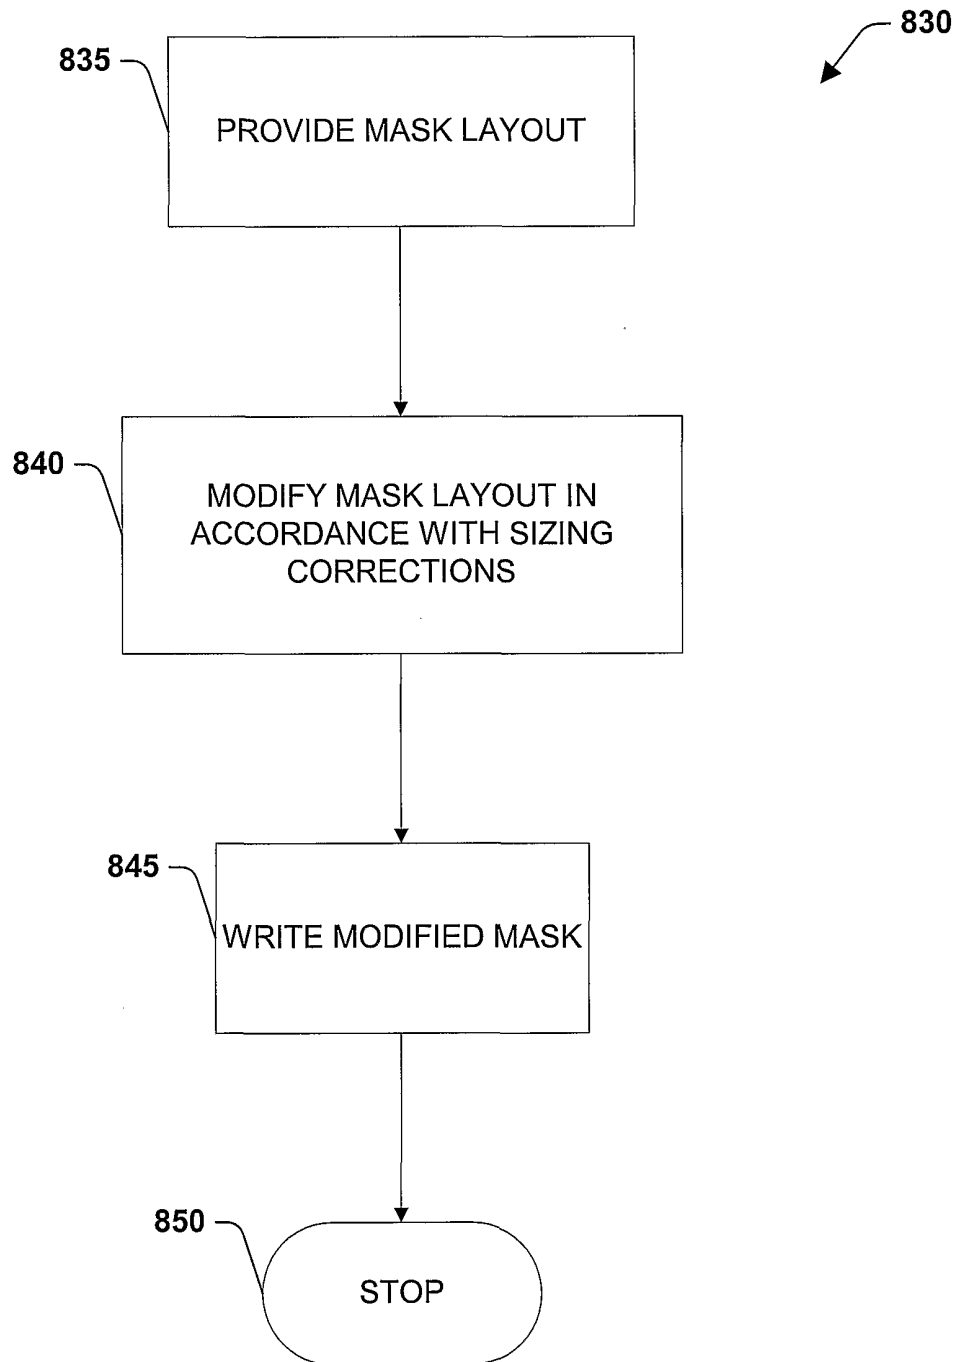 830
835
PROVIDE MASK LAYOUT
840
MODIFY MASK LAYOUT IN
ACCORDANCE WITH SIZING
CORRECTIONS
845
WRITE MODIFIED MASK
850
STOP